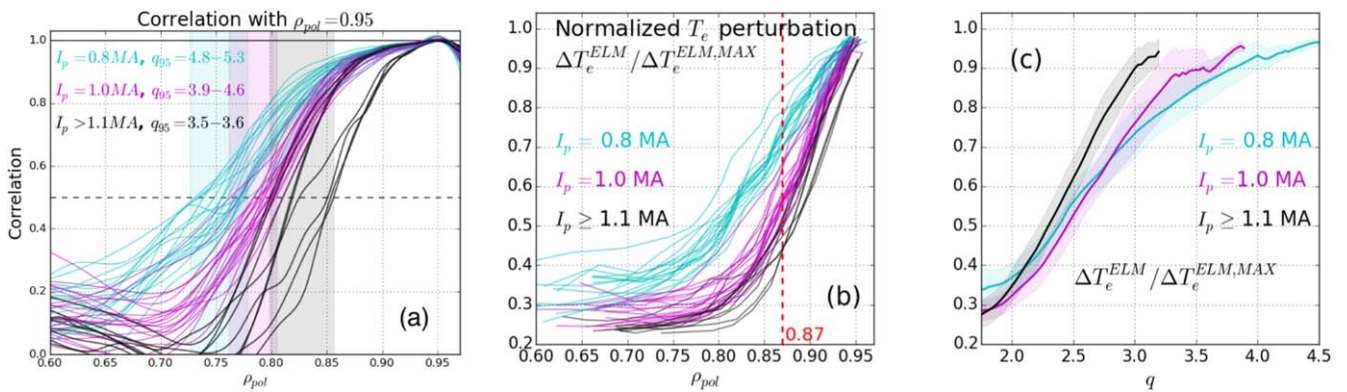 Correlation with ρpol=0.95
Ip=0.8MA, q95=4.8−5.3
Ip=1.0MA, q95=3.9−4.6
Ip>1.1MA, q95=3.5−3.6
Correlation
1.0
0.8
0.6
0.4
0.2
0.0
(a)
0.60 0.65 0.70 0.75 0.80 0.85 0.90 0.95
ρpol
Normalized Te perturbation
ΔTe^ELM/ΔTe^ELM,MAX
Ip= 0.8 MA
Ip=1.0 MA
Ip≥ 1.1 MA
1.0
0.9
0.8
0.7
0.6
0.5
0.4
0.3
0.2
(b)
0.87
0.60 0.65 0.70 0.75 0.80 0.85 0.90 0.95
ρpol
(c)
Ip= 0.8 MA
Ip=1.0 MA
Ip≥ 1.1 MA
ΔTe^ELM/ΔTe^ELM,MAX
1.0
0.9
0.8
0.7
0.6
0.5
0.4
0.3
0.2
2.0 2.5 3.0 3.5 4.0 4.5
q